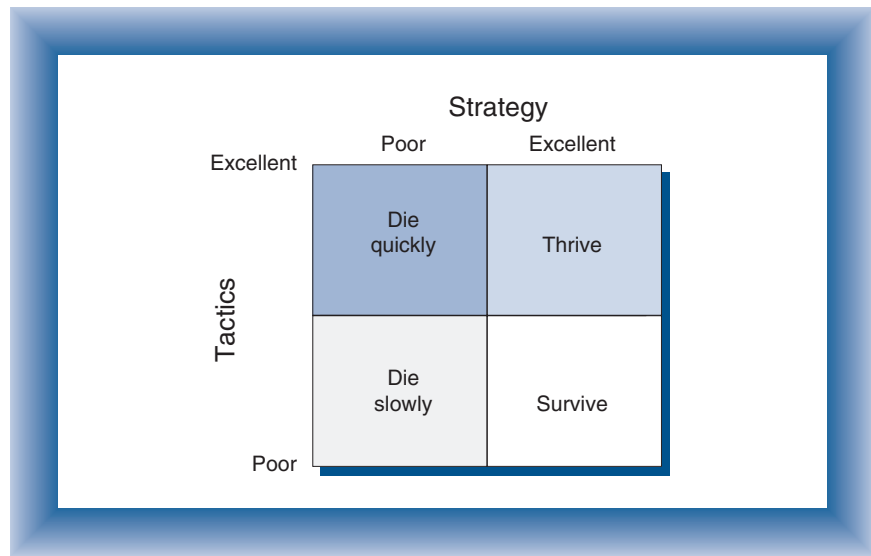 Strategy
Poor
Excellent
Excellent
Die
quickly
Thrive
Tactics
Die
slowly
Survive
Poor